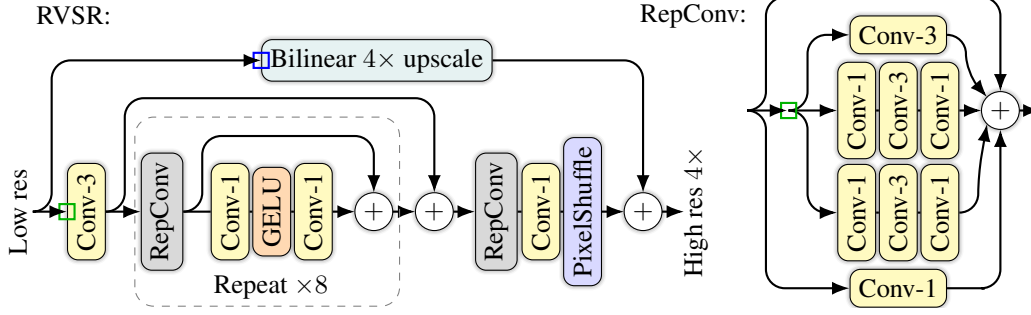 RVSR:
Bilinear 4× upscale
Low res
Conv-3
RepConv
Conv-1
GELU
Conv-1
+
+
RepConv
Conv-1
PixelShuffle
+
High res 4×
Repeat ×8
RepConv:
Conv-3
Conv-1
Conv-3
Conv-1
+
Conv-1
Conv-3
Conv-1
Conv-1